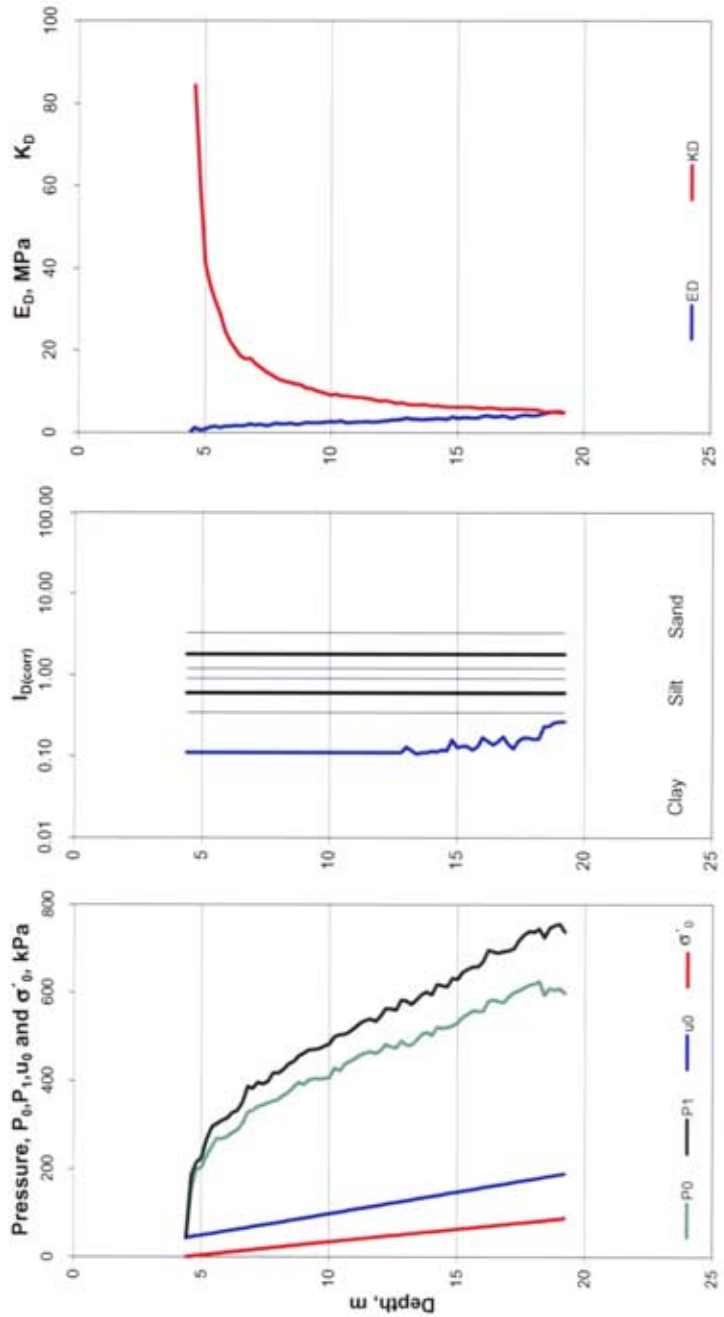 Pressure, P₀,P₁,u₀ and σ'₀, kPa
0 200 400 600 800
Depth, m
0
5
10
15
20
25
P0 P1 u0 σ'₀
I_D(corr)
0.01 0.10 1.00 10.00 100.00
0
5
10
15
20
25
Clay Silt Sand
E_D, MPa K_D
0 20 40 60 80 100
0
5
10
15
20
25
ED KD